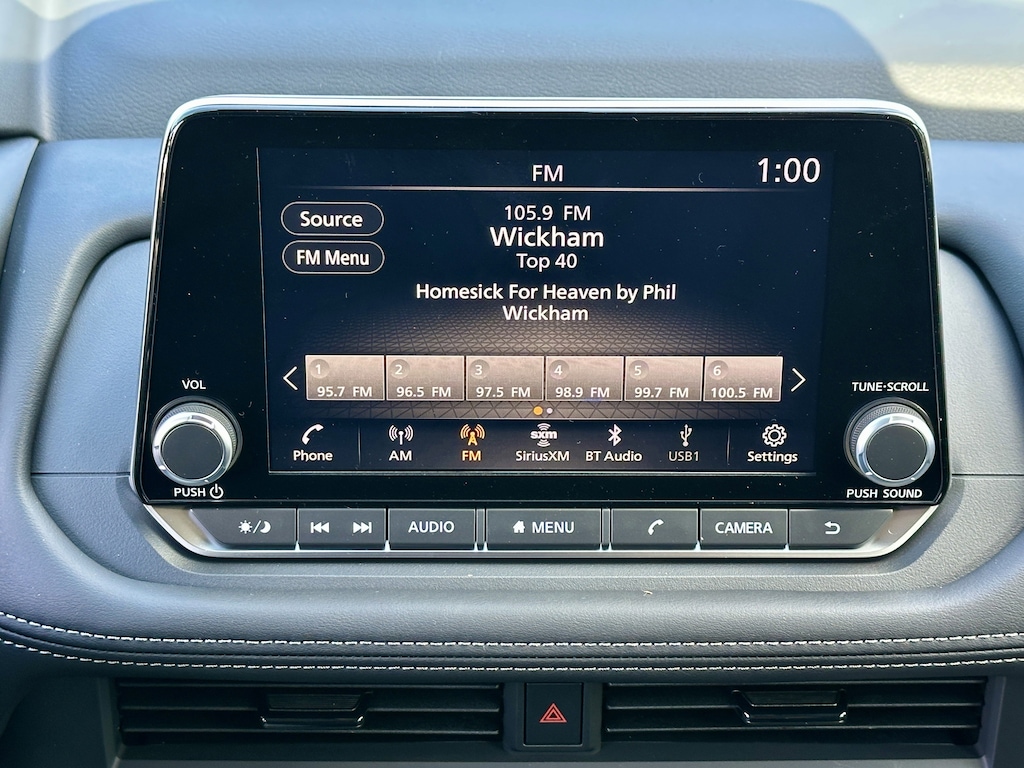 FM
1:00
Source
105.9 FM
Wickham
FM Menu
Top 40
Homesick For Heaven by Phil
Wickham
1
2
3
4
5
6
95.7 FM
96.5 FM
97.5 FM
98.9 FM
99.7 FM
100.5 FM
VOL
TUNE·SCROLL
sxm
Phone
AM
FM
SiriusXM
BT Audio
USB1
Settings
PUSH
PUSH SOUND
AUDIO
MENU
CAMERA